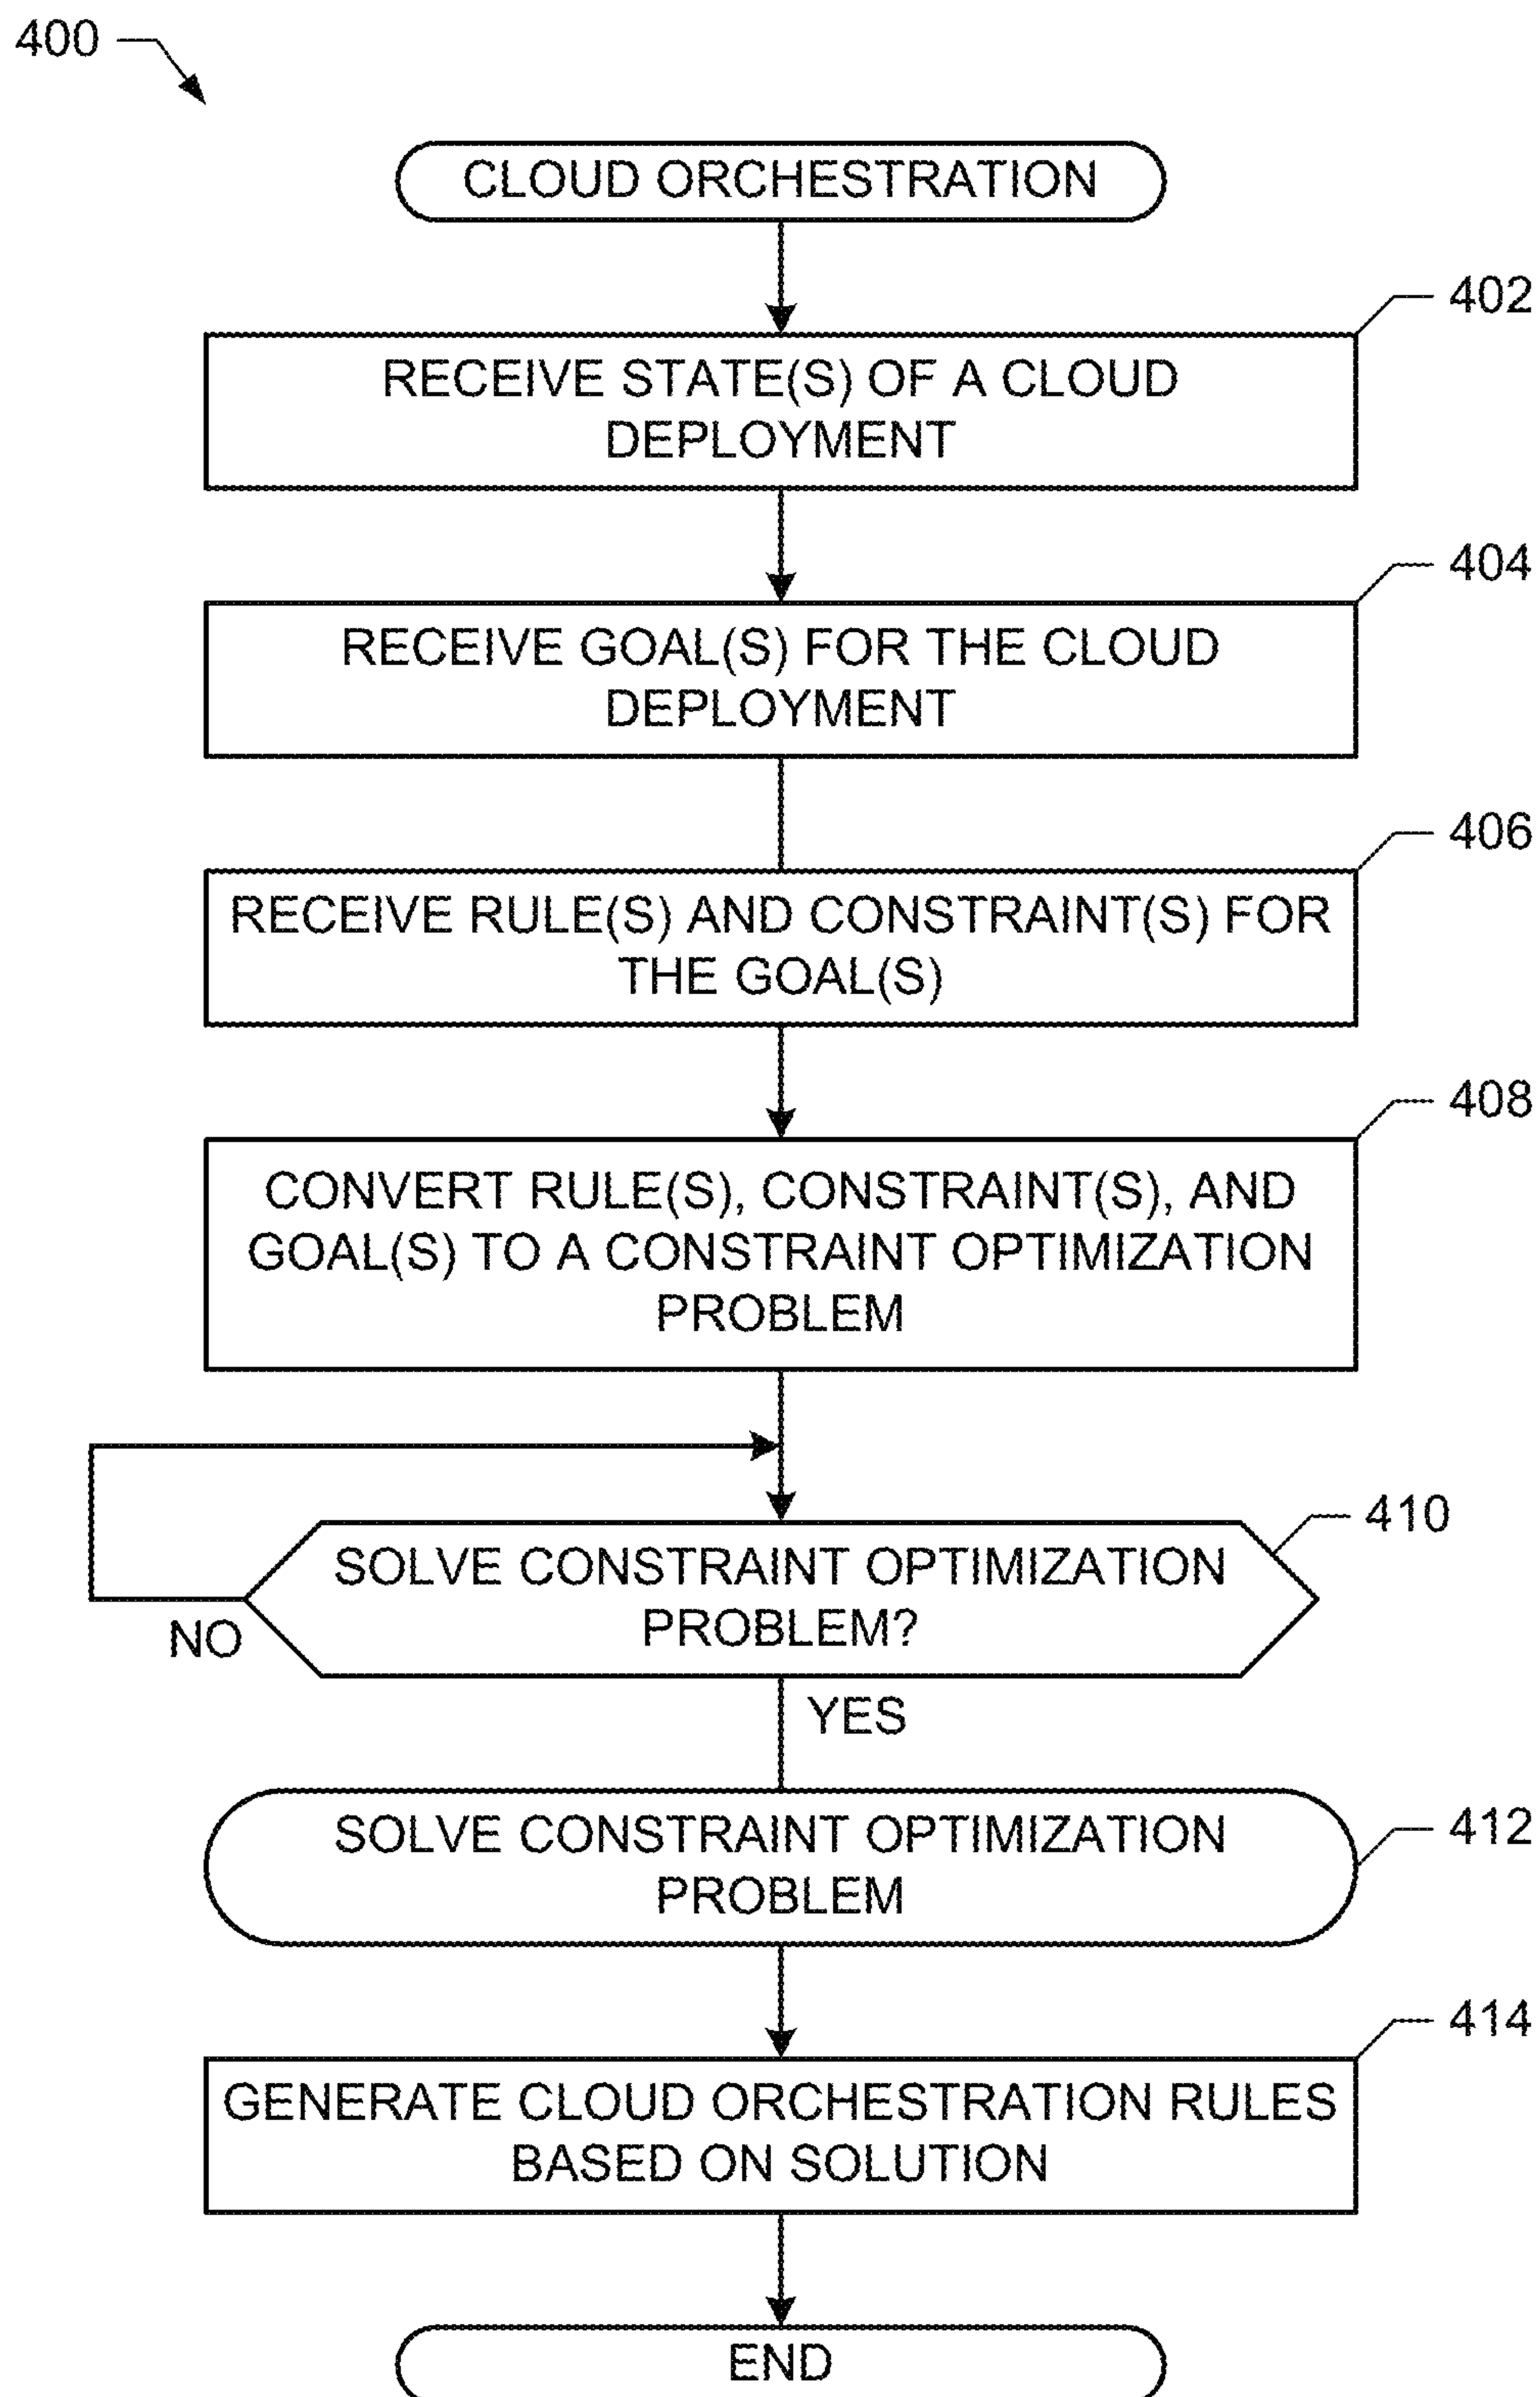 400
CLOUD ORCHESTRATION
402
RECEIVE STATE(S) OF A CLOUD
DEPLOYMENT
404
RECEIVE GOAL(S) FOR THE CLOUD
DEPLOYMENT
406
RECEIVE RULE(S) AND CONSTRAINT(S) FOR
THE GOAL(S)
408
CONVERT RULE(S), CONSTRAINT(S), AND
GOAL(S) TO A CONSTRAINT OPTIMIZATION
PROBLEM
410
SOLVE CONSTRAINT OPTIMIZATION
PROBLEM?
NO
YES
412
SOLVE CONSTRAINT OPTIMIZATION
PROBLEM
414
GENERATE CLOUD ORCHESTRATION RULES
BASED ON SOLUTION
END